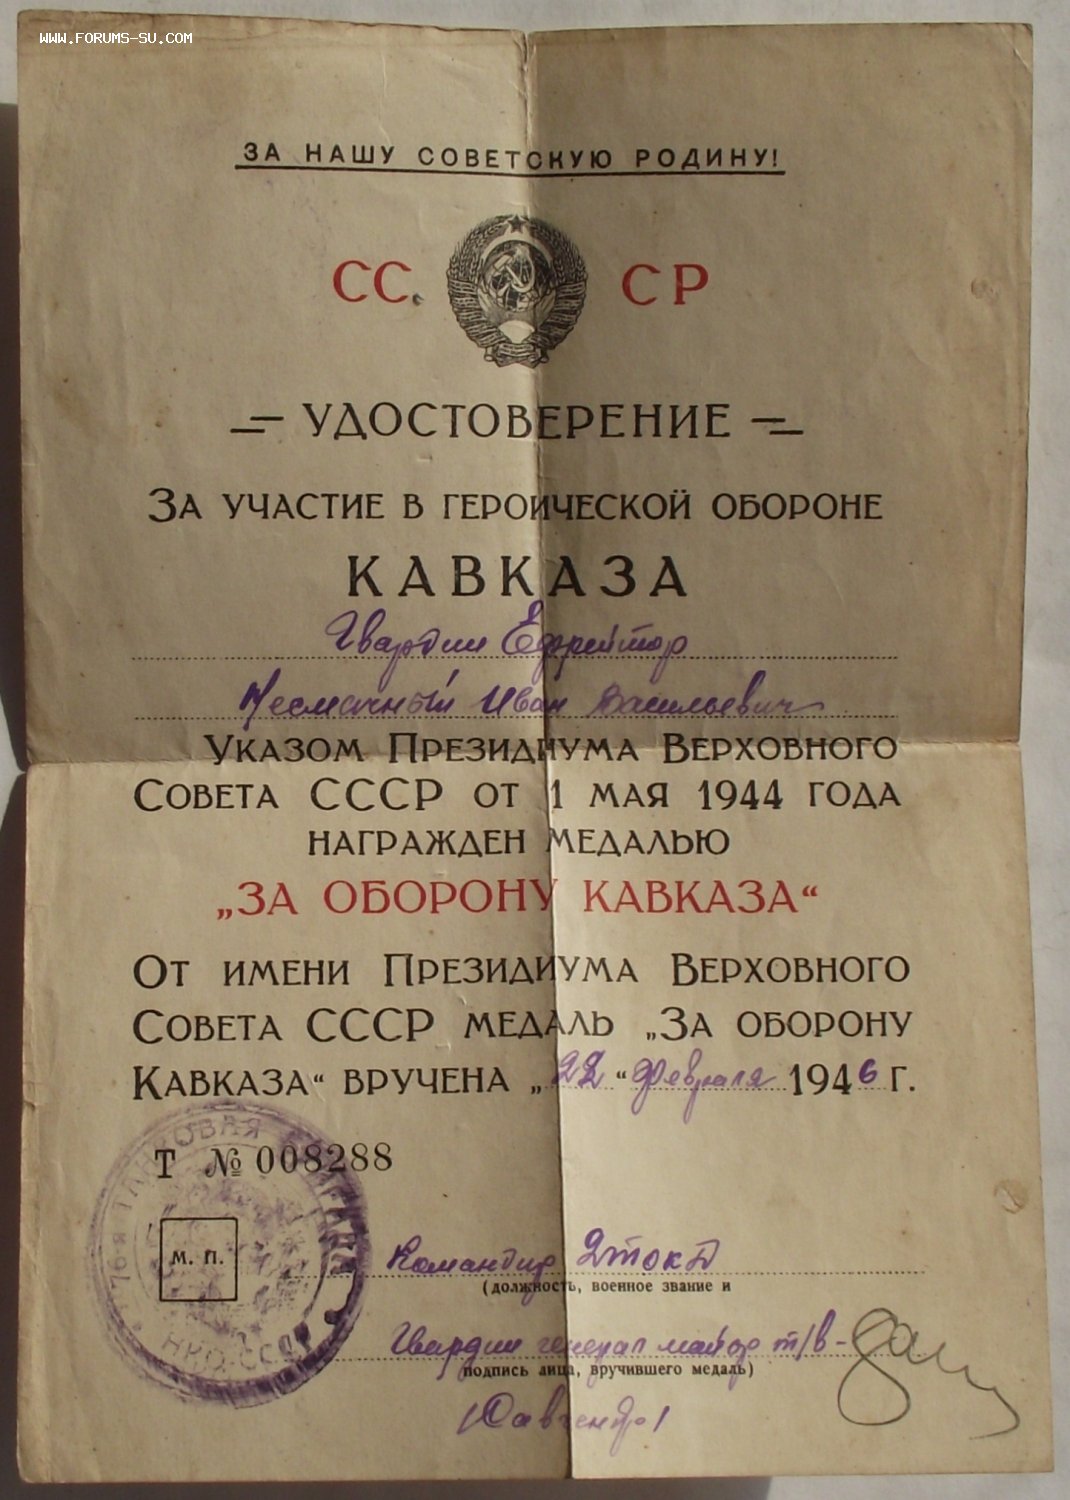 www.FORUMS-SU.COM
ЗА НАШУ СОВЕТСКУЮ РОДИНУ!
СС СР
УДОСТОВЕРЕНИЕ
ЗА УЧАСТИЕ В ГЕРОИЧЕСКОЙ ОБОРОНЕ
КАВКАЗА
Гвардии Ефрейтор
Иван Васильевич
УКАЗОМ ПРЕЗИДИУМА ВЕРХОВНОГО
СОВЕТА СССР ОТ 1 МАЯ 1944 ГОДА
НАГРАЖДЕН МЕДАЛЬЮ
„ЗА ОБОРОНУ КАВКАЗА“
ОТ ИМЕНИ ПРЕЗИДИУМА ВЕРХОВНОГО
СОВЕТА СССР МЕДАЛЬ „ЗА ОБОРОНУ
КАВКАЗА“ ВРУЧЕНА „22“ февраля 1946 Г.
Т № 008288
ТАНКОВАЯ
НКО-СССР
М. П.
Командир
(должность, военное звание и
Гвардии генерал майор т/в-
подпись лица, вручившего медаль)